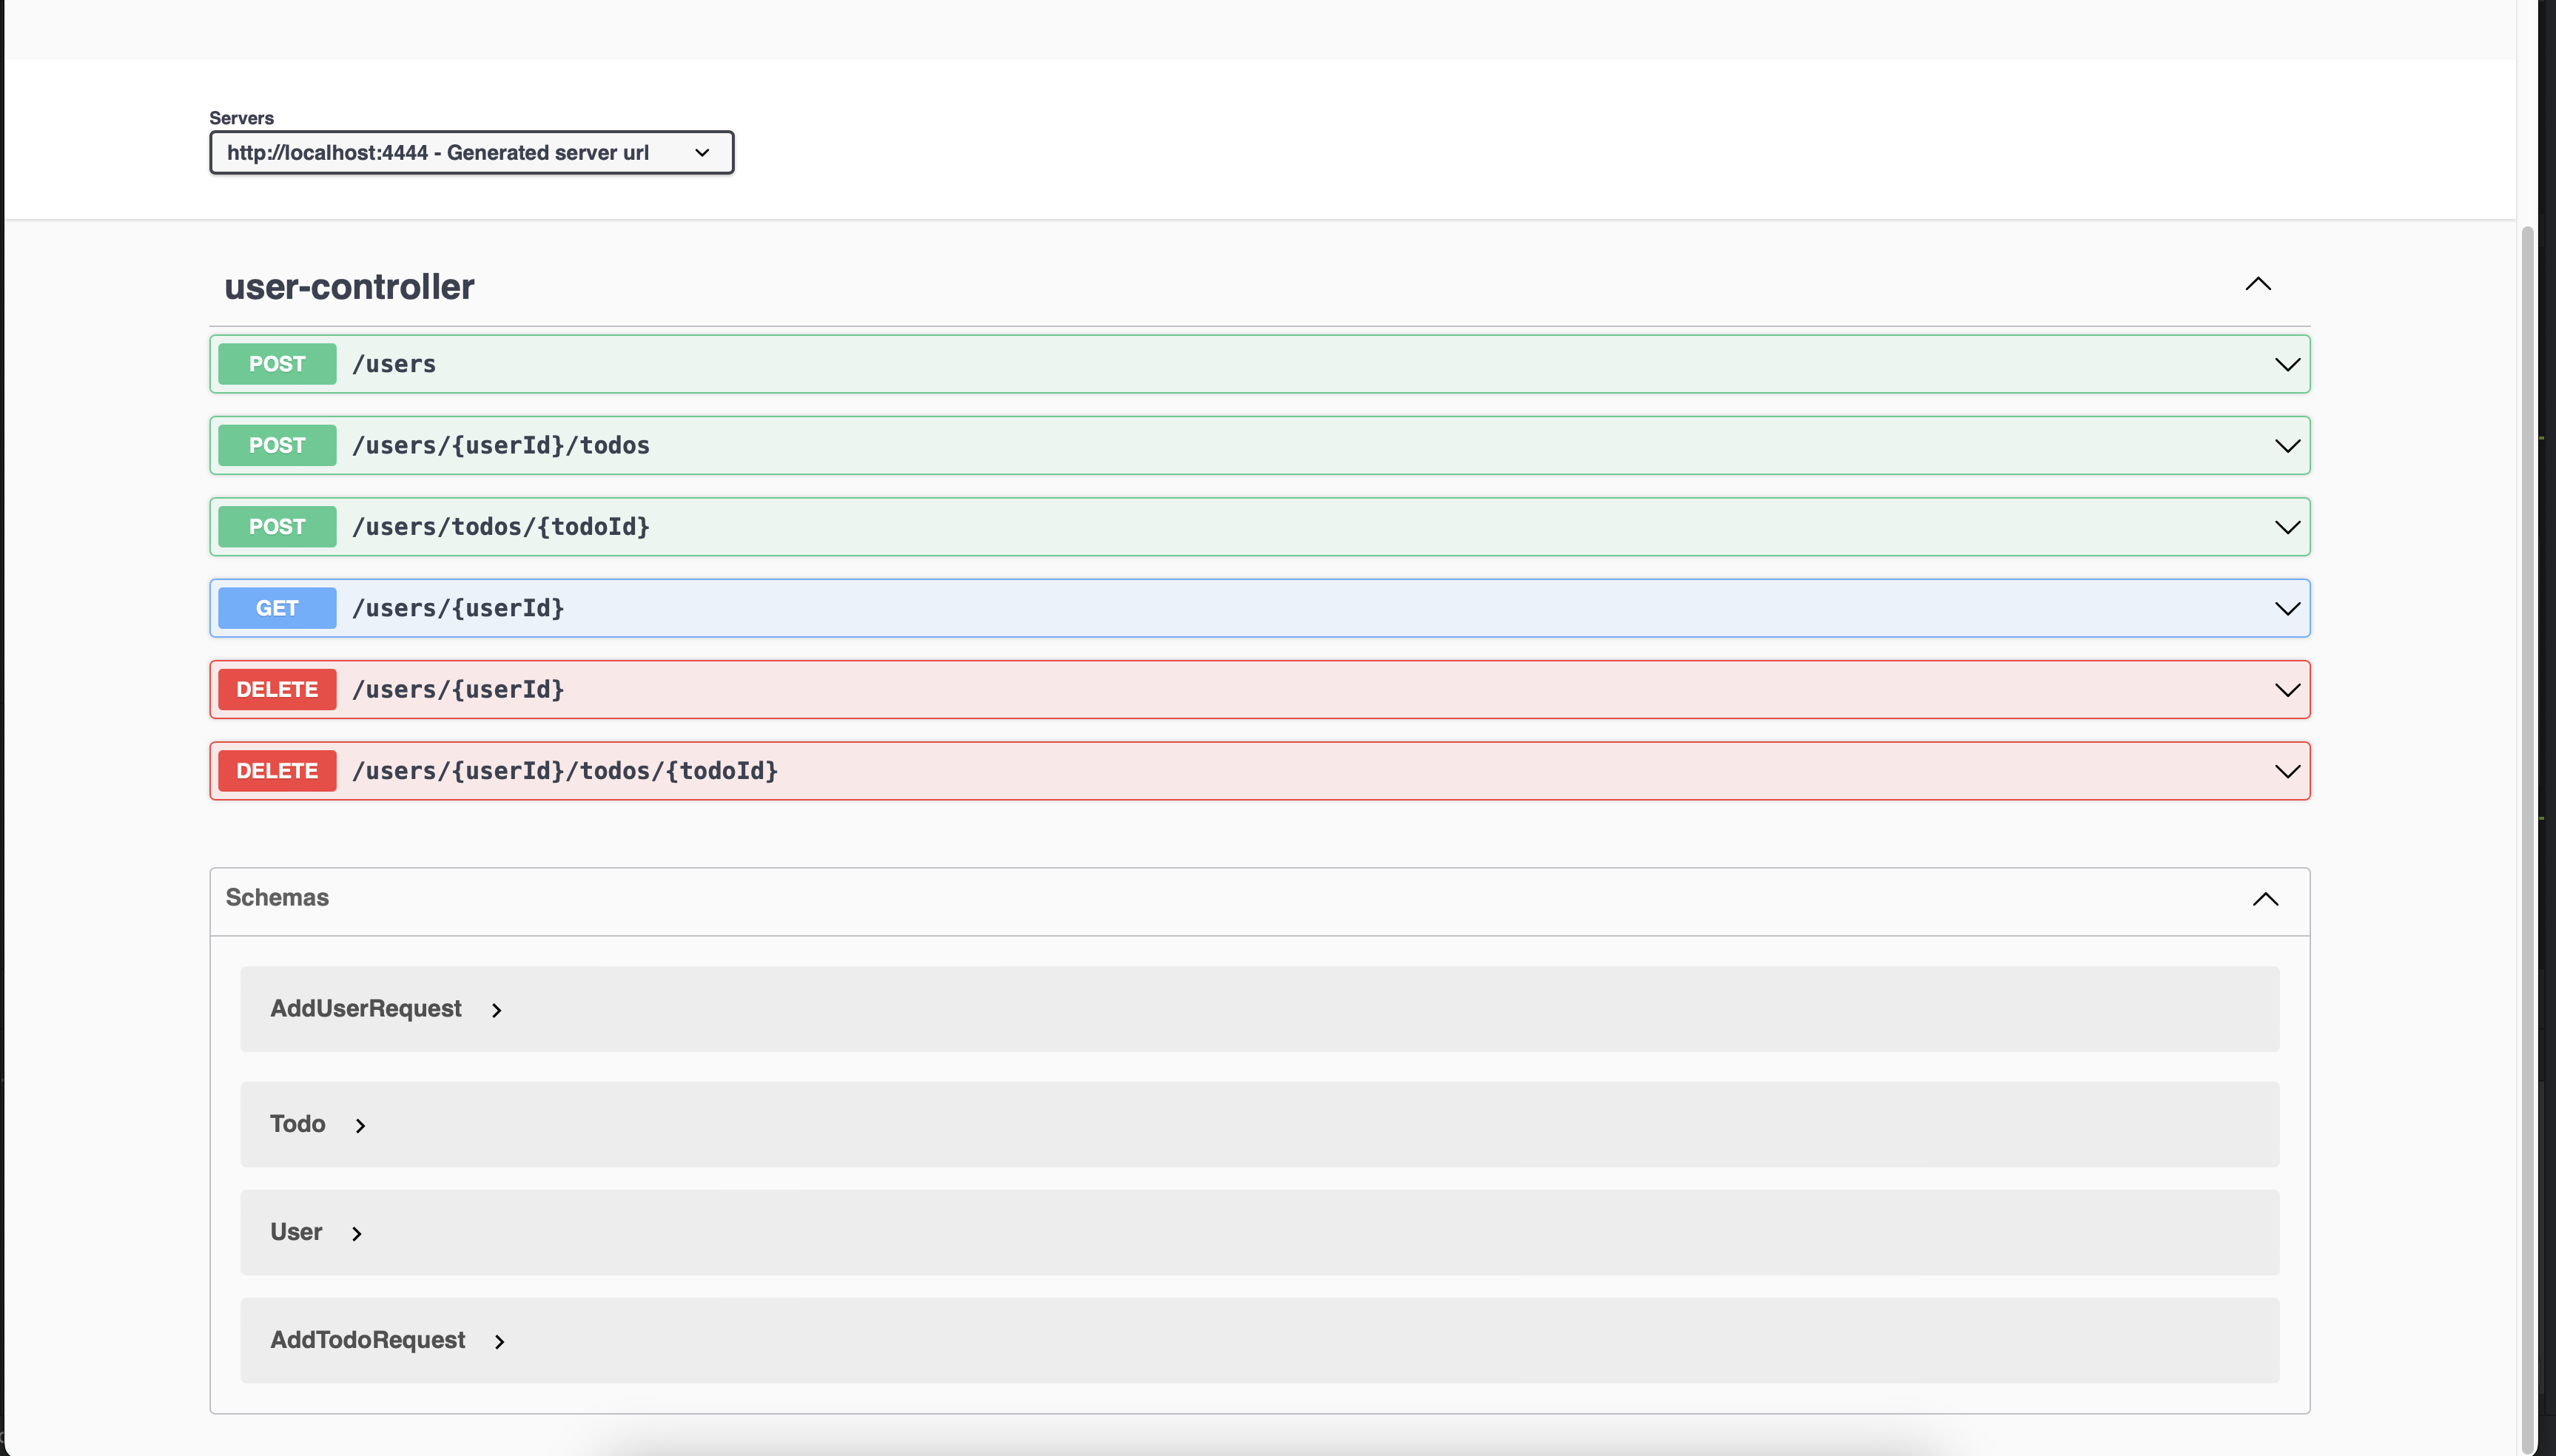 Servers
http://localhost:4444 - Generated server url
user-controller
POST /users
POST /users/{userId}/todos
POST /users/todos/{todoId}
GET /users/{userId}
DELETE /users/{userId}
DELETE /users/{userId}/todos/{todoId}
Schemas
AddUserRequest
Todo
User
AddTodoRequest